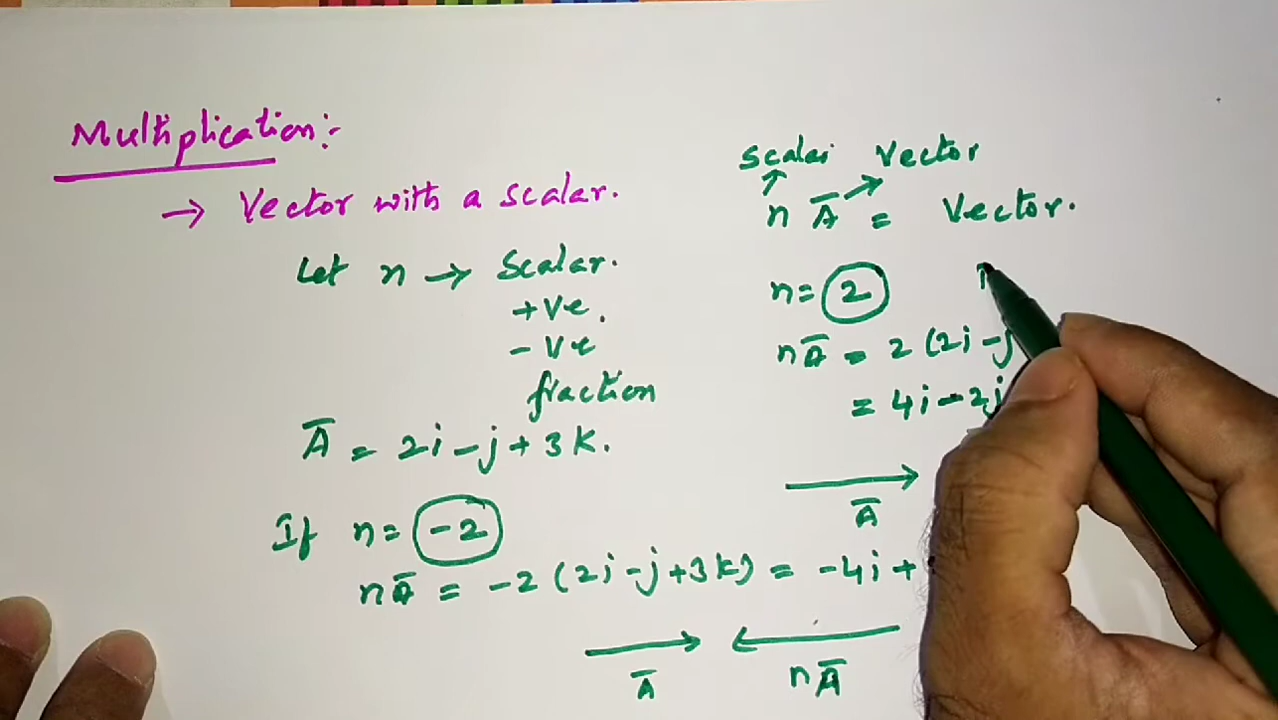 Multiplication:-
→ Vector with a scalar.
Let n → Scalar.
+ve.
-ve
fraction
A̅ = 2i - j + 3k.
If n = -2
nA̅ = -2 (2i - j + 3k) = -4i +
A̅ nA̅
scalar vector
n A̅ = Vector.
n = 2
nA̅ = 2 (2i - j
= 4i - 2j
A̅